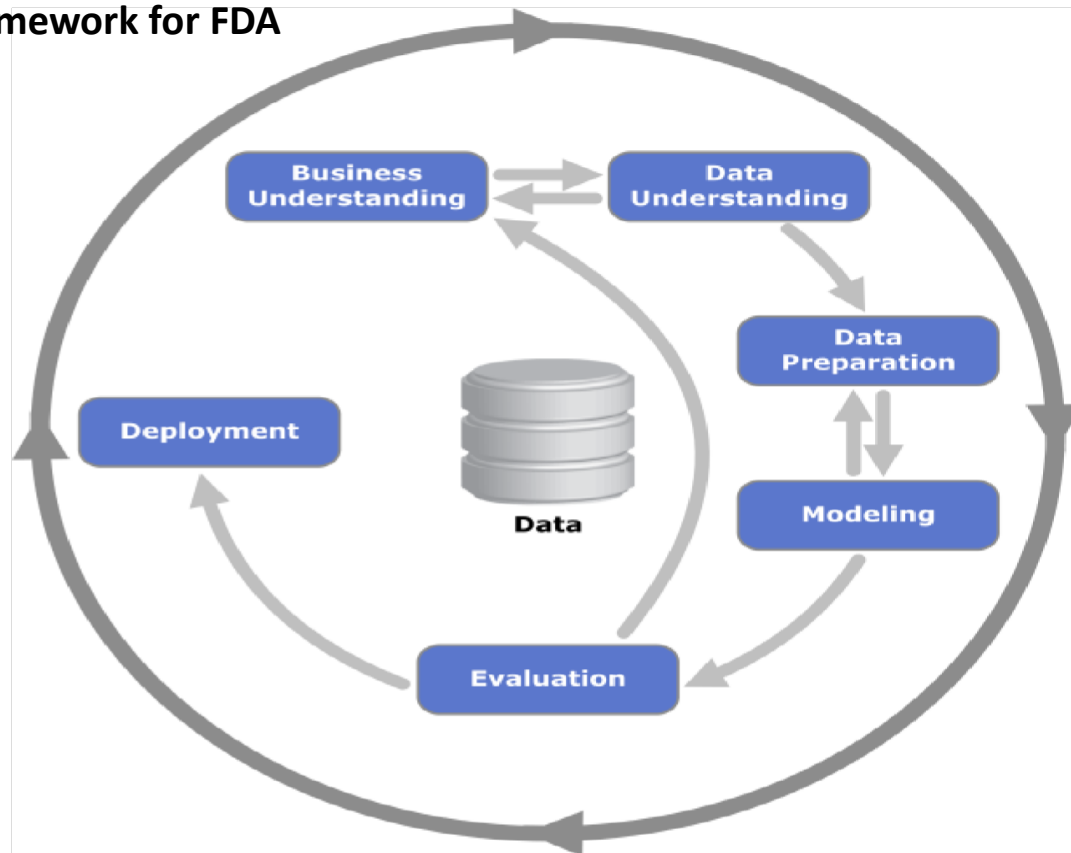 mework for FDA
Business
Understanding
Data
Understanding
Data
Preparation
Deployment
Modeling
Data
Evaluation